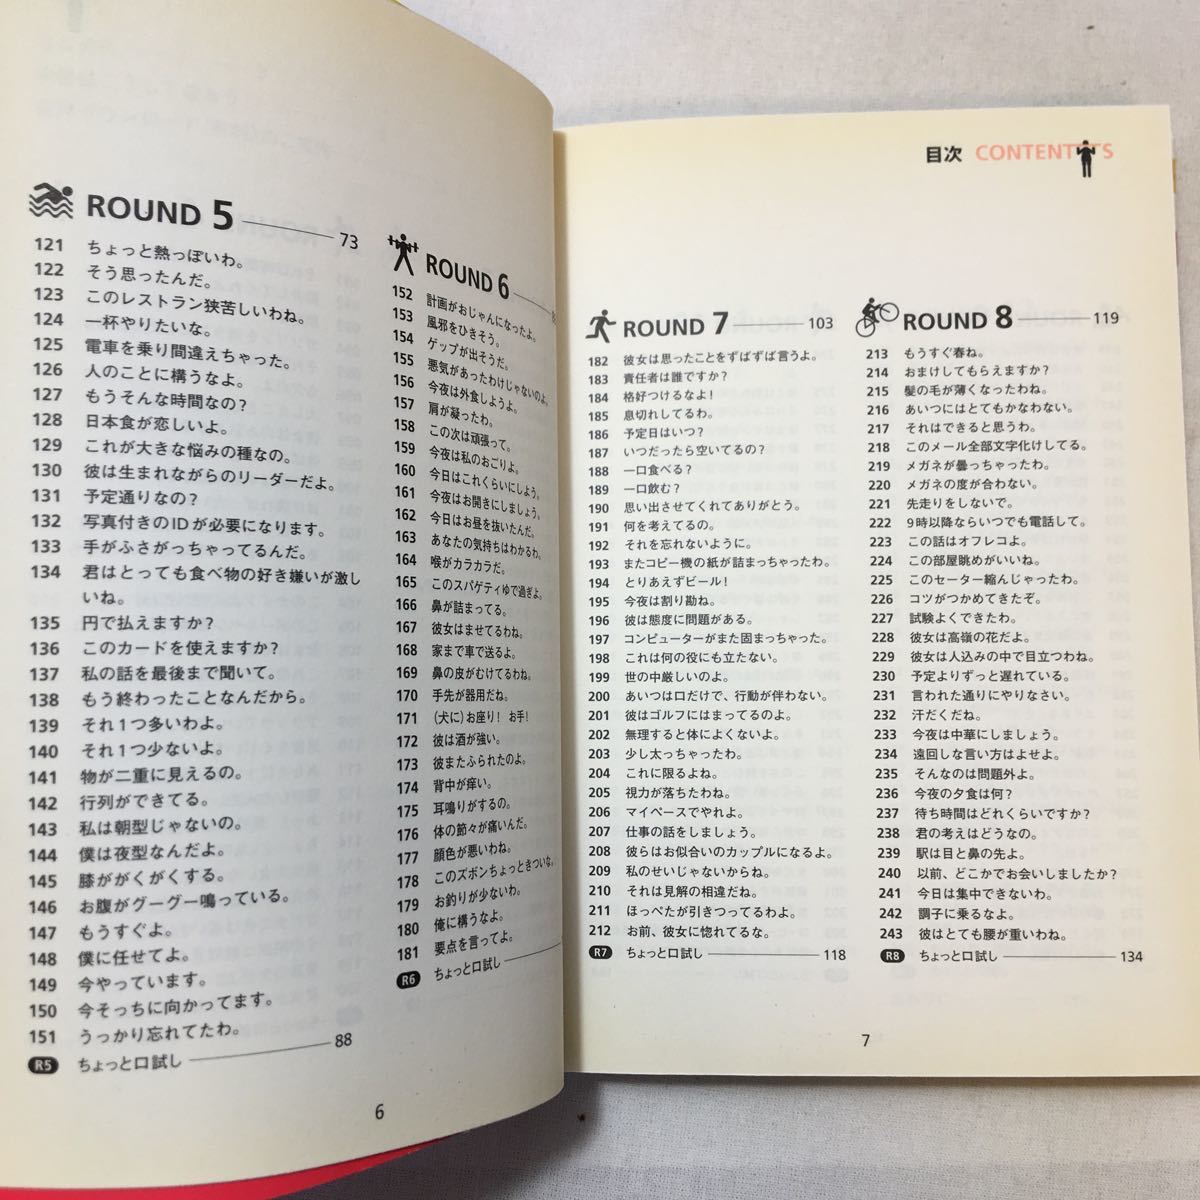 ROUND 5 73
121 ちょっと熱っぽいわ。
122 そう思ったんだ。
123 このレストラン狭苦しいわね。
124 一杯やりたいな。
125 電車を乗り間違えちゃった。
126 人のことに構うなよ。
127 もうそんな時間なの？
128 日本食が恋しいよ。
129 これが大きな悩みの種なの。
130 彼は生まれながらのリーダーだよ。
131 予定通りなの？
132 写真付きのIDが必要になります。
133 手がふさがっちゃってるんだ。
134 君はとっても食べ物の好き嫌いが激し
いね。
135 円で払えますか？
136 このカードを使えますか？
137 私の話を最後まで聞いて。
138 もう終わったことなんだから。
139 それ1つ多いわよ。
140 それ1つ少ないよ。
141 物が二重に見えるの。
142 行列ができてる。
143 私は朝型じゃないの。
144 僕は夜型なんだよ。
145 膝ががくがくする。
146 お腹がグーグー鳴っている。
147 もうすぐよ。
148 僕に任せてよ。
149 今やっています。
150 今そっちに向かってます。
151 うっかり忘れてたわ。
R5 ちょっと口試し 88
ROUND 6
152 計画がおじゃんになったよ。
153 風邪をひきそう。
154 ゲップが出そうだ。
155 悪気があったわけじゃないのよ。
156 今夜は外食しようよ。
157 肩が凝ったわ。
158 この次は頑張って。
159 今夜は私のおごりよ。
160 今日はこれくらいにしよう。
161 今夜はお開きにしましょう。
162 今日はお昼を抜いたんだ。
163 あなたの気持ちはわかるわ。
164 喉がカラカラだ。
165 このスパゲティゆで過ぎよ。
166 鼻が詰まってる。
167 彼女はませてるわね。
168 家まで車で送るよ。
169 鼻の皮がむけてるわね。
170 手先が器用だね。
171 (犬に)お座り！ お手！
172 彼は酒が強い。
173 彼またふられたのよ。
174 背中が痒い。
175 耳鳴りがするの。
176 体の節々が痛いんだ。
177 顔色が悪いわね。
178 このズボンちょっときついな。
179 お釣りが少ないわ。
180 俺に構うなよ。
181 要点を言ってよ。
R6 ちょっと口試し
6
目次 CONTENTS
ROUND 7 103
182 彼女は思ったことをずばずば言うよ。
183 責任者は誰ですか？
184 格好つけるなよ！
185 息切れしてるわ。
186 予定日はいつ？
187 いつだったら空いてるの？
188 一口食べる？
189 一口飲む？
190 思い出させてくれてありがとう。
191 何を考えてるの。
192 それを忘れないように。
193 またコピー機の紙が詰まっちゃったわ。
194 とりあえずビール！
195 今夜は割り勘ね。
196 彼は態度に問題がある。
197 コンピューターがまた固まっちゃった。
198 これは何の役にも立たない。
199 世の中厳しいのよ。
200 あいつは口だけで、行動が伴わない。
201 彼はゴルフにはまってるのよ。
202 無理すると体によくないよ。
203 少し太っちゃったわ。
204 これに限るよね。
205 視力が落ちたわね。
206 マイペースでやれよ。
207 仕事の話をしましょう。
208 彼らはお似合いのカップルになるよ。
209 私のせいじゃないからね。
210 それは見解の相違だね。
211 ほっぺたが引きつってるわよ。
212 お前、彼女に惚れてるな。
R7 ちょっと口試し 118
ROUND 8 119
213 もうすぐ春ね。
214 おまけしてもらえますか？
215 髪の毛が薄くなったわね。
216 あいつにはとてもかなわない。
217 それはできると思うわ。
218 このメール全部文字化けしてる。
219 メガネが曇っちゃったわ。
220 メガネの度が合わない。
221 先走りをしないで。
222 9時以降ならいつでも電話して。
223 この話はオフレコよ。
224 この部屋眺めがいいね。
225 このセーター縮んじゃったわ。
226 コツがつかめてきたぞ。
227 試験よくできたわ。
228 彼女は高嶺の花だよ。
229 彼女は人込みの中で目立つわね。
230 予定よりずっと遅れている。
231 言われた通りにやりなさい。
232 汗だくだね。
233 今夜は中華にしましょう。
234 遠回しな言い方はよせよ。
235 そんなのは問題外よ。
236 今夜の夕食は何？
237 待ち時間はどれくらいですか？
238 君の考えはどうなの。
239 駅は目と鼻の先よ。
240 以前、どこかでお会いしましたか？
241 今日は集中できないわ。
242 調子に乗るなよ。
243 彼はとても腰が重いわね。
R8 ちょっと口試し 134
7